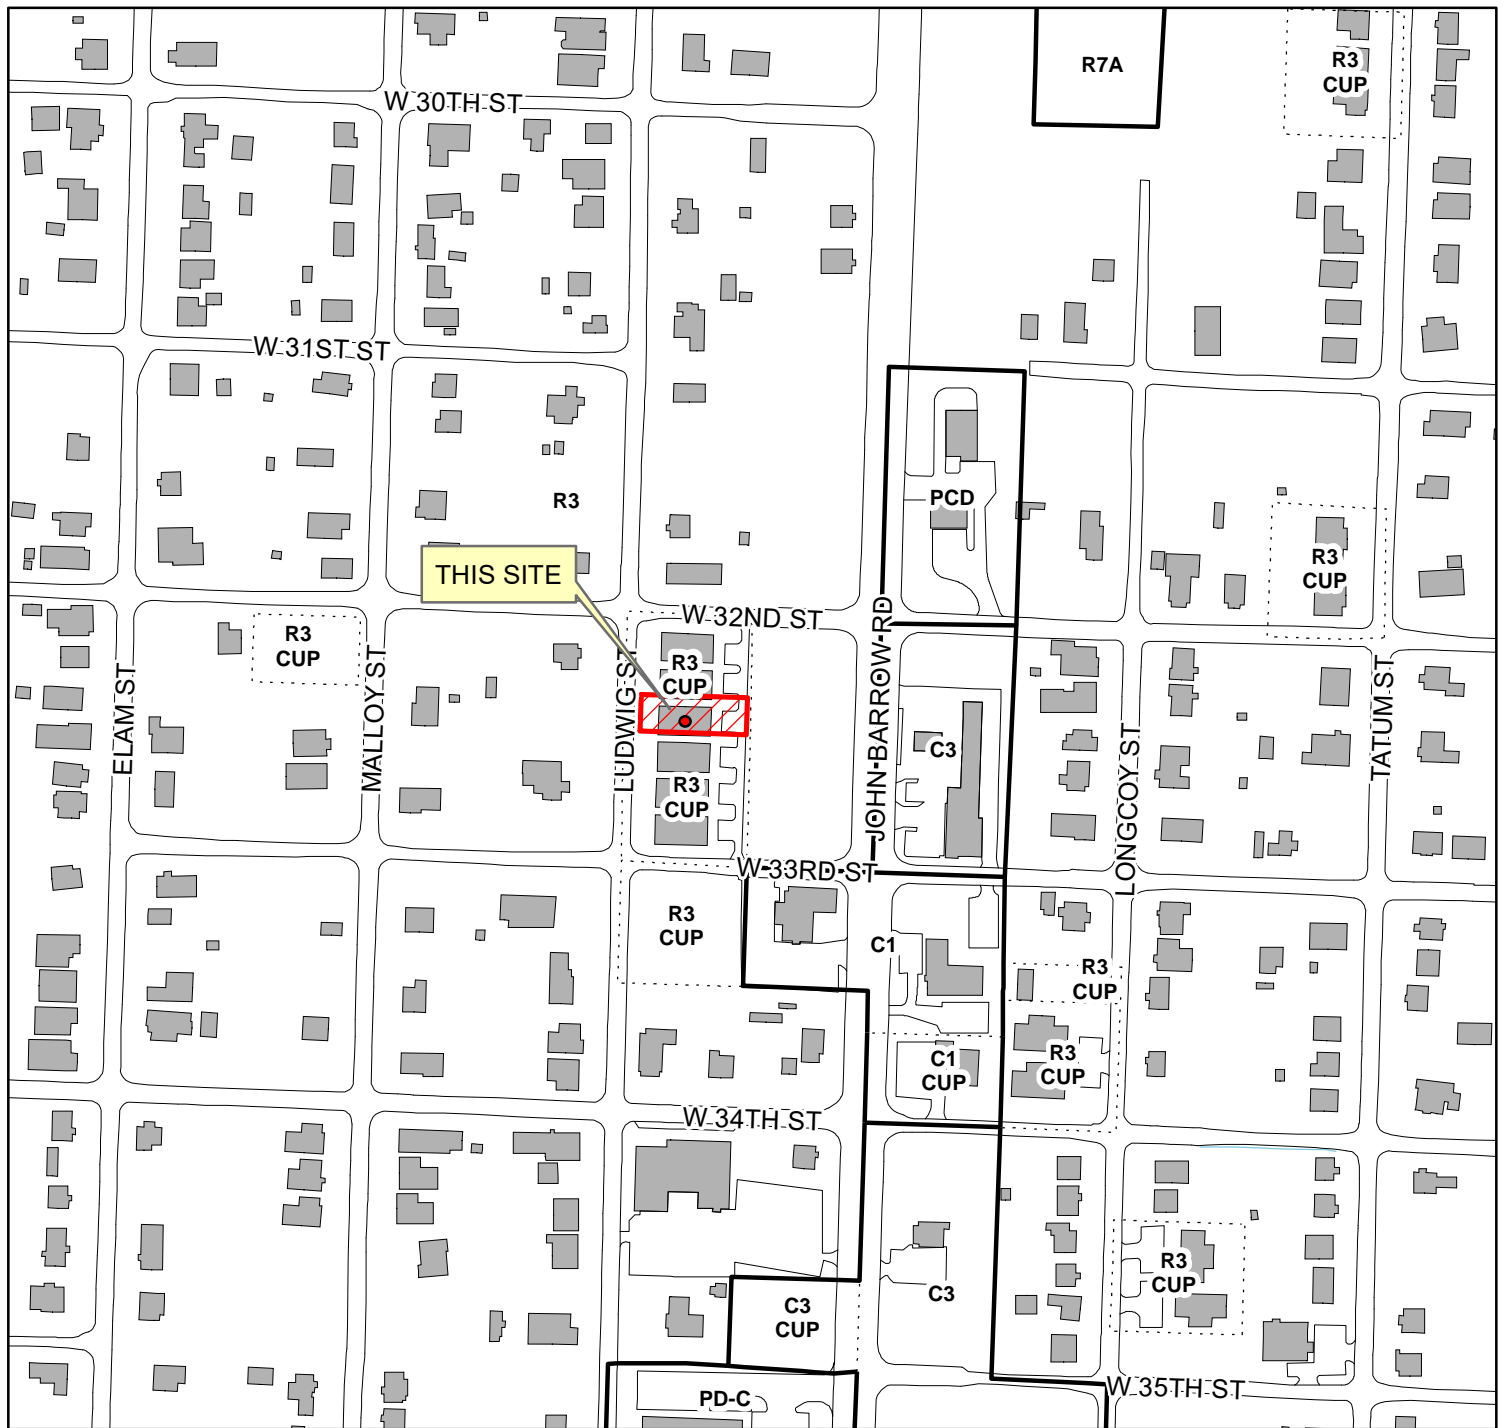 R7A
R3
CUP
W 30TH ST
W 31ST ST
R3
PCD
R3
CUP
THIS SITE
W 32ND ST
R3
CUP
R3
CUP
ELAM ST
MALLOY ST
LUDWIG ST
JOHN BARROW RD
LONGCOY ST
TATUM ST
C3
R3
CUP
W 33RD ST
R3
CUP
C1
R3
CUP
C1
CUP
R3
CUP
W 34TH ST
R3
CUP
C3
C3
CUP
W 35TH ST
PD-C